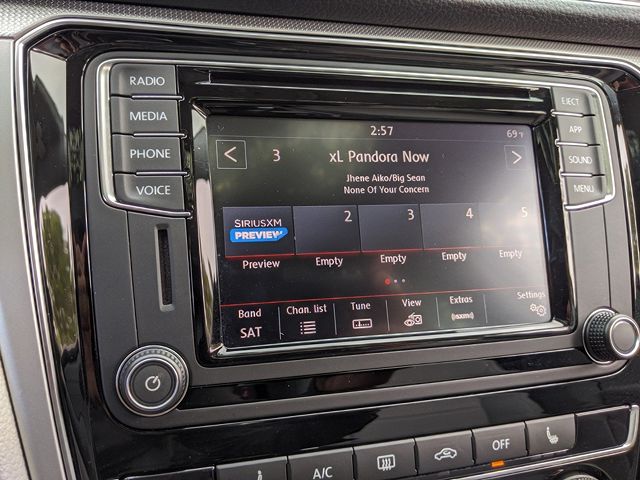 RADIO
MEDIA
PHONE
VOICE
EJECT
APP
SOUND
MENU
2:57
69°F
< 3 xL Pandora Now >
Jhene Aiko/Big Sean
None Of Your Concern
SIRIUSXM
PREVIEW
2 3 4 5
Preview Empty Empty Empty Empty
Band Chan. list Tune View Extras Settings
SAT
((sxm))
A/C
OFF